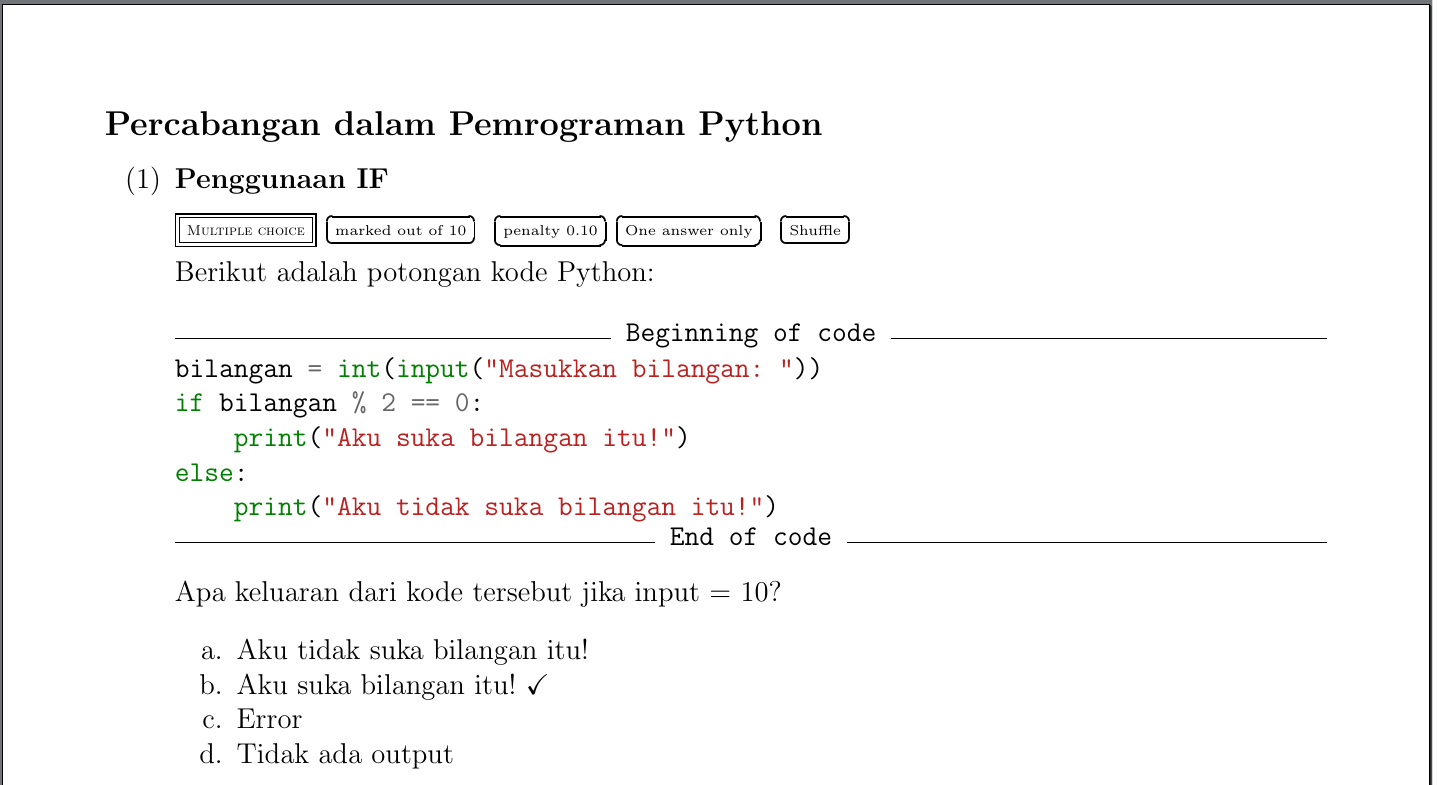 Percabangan dalam Pemrograman Python
(1) Penggunaan IF
MULTIPLE CHOICE marked out of 10 penalty 0.10 One answer only Shuffle
Berikut adalah potongan kode Python:
Beginning of code
bilangan = int(input("Masukkan bilangan: "))
if bilangan % 2 == 0:
    print("Aku suka bilangan itu!")
else:
    print("Aku tidak suka bilangan itu!")
End of code
Apa keluaran dari kode tersebut jika input = 10?
a. Aku tidak suka bilangan itu!
b. Aku suka bilangan itu! ✓
c. Error
d. Tidak ada output